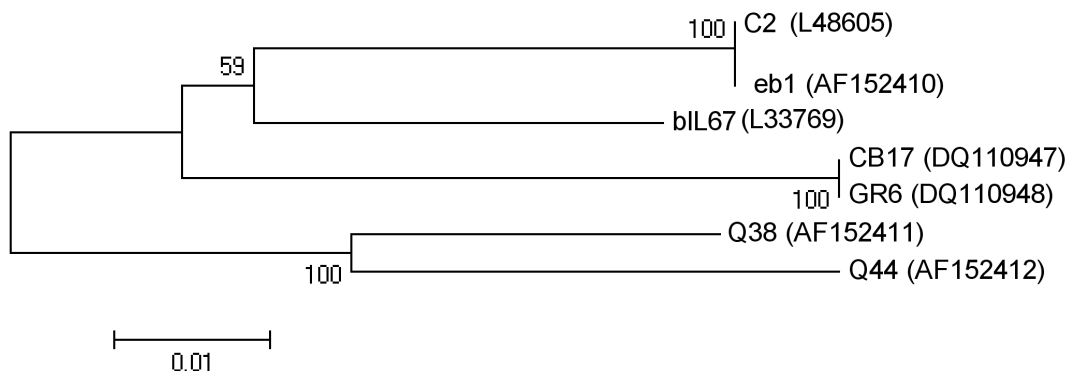 100 C2 (L48605)
59
eb1 (AF152410)
bIL67 (L33769)
CB17 (DQ110947)
100 GR6 (DQ110948)
Q38 (AF152411)
100
Q44 (AF152412)
0.01